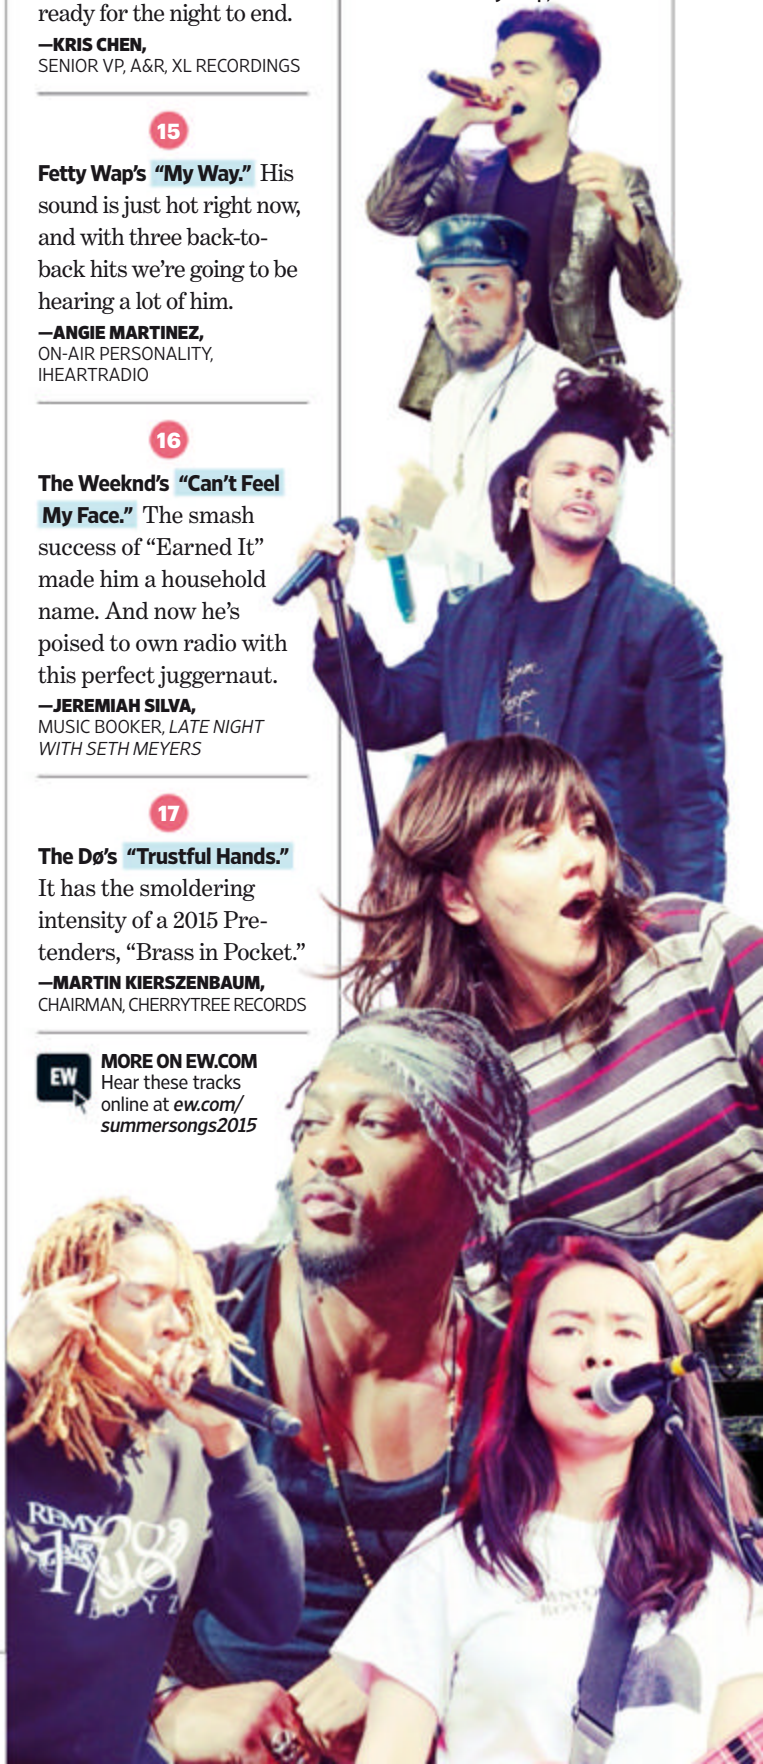 ready for the night to end.
—KRIS CHEN,
SENIOR VP, A&R, XL RECORDINGS
15
Fetty Wap's “My Way.” His
sound is just hot right now,
and with three back-to-
back hits we're going to be
hearing a lot of him.
—ANGIE MARTINEZ,
ON-AIR PERSONALITY,
IHEARTRADIO
16
The Weeknd's “Can't Feel
My Face.” The smash
success of “Earned It”
made him a household
name. And now he's
poised to own radio with
this perfect juggernaut.
—JEREMIAH SILVA,
MUSIC BOOKER, LATE NIGHT
WITH SETH MEYERS
17
The Dø's “Trustful Hands.”
It has the smoldering
intensity of a 2015 Pre-
tenders, “Brass in Pocket.”
—MARTIN KIERSZENBAUM,
CHAIRMAN, CHERRYTREE RECORDS
EW
MORE ON EW.COM
Hear these tracks
online at ew.com/
summersongs2015
REMY
1738
BOYZ